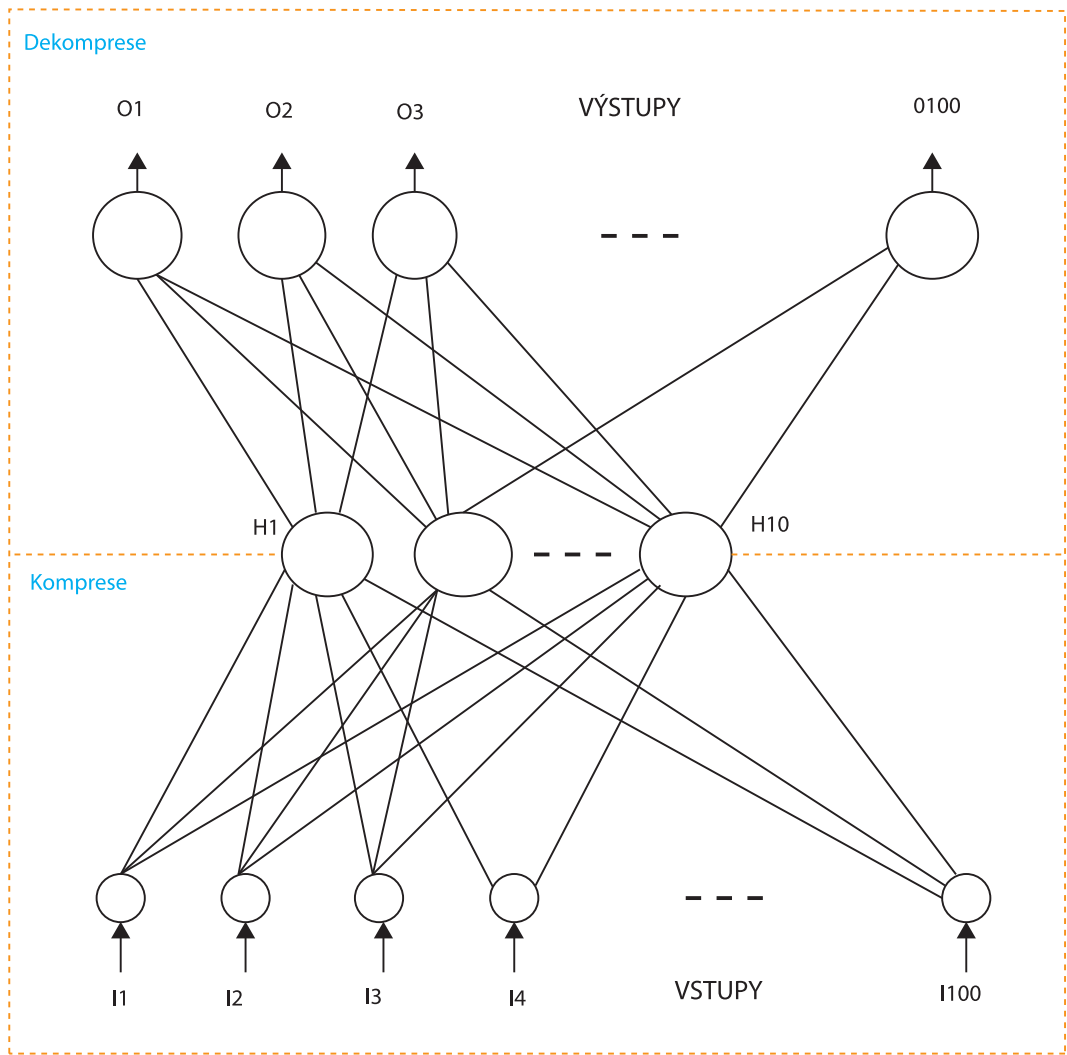 Dekomprese
O1
O2
O3
VÝSTUPY
0100
H1
H10
Komprese
I1
I2
I3
I4
VSTUPY
I100